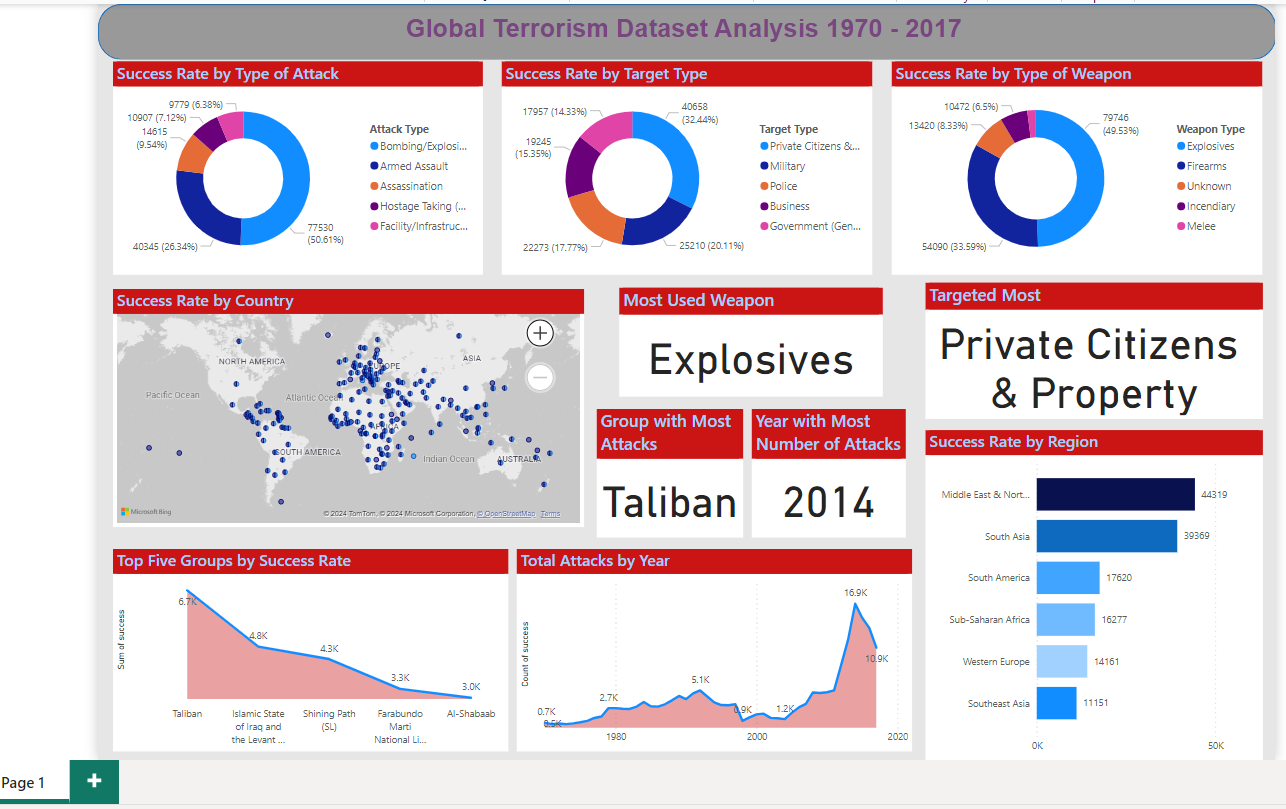 Global Terrorism Dataset Analysis 1970 - 2017
Success Rate by Type of Attack
9779 (6.38%)
10907 (7.12%)
14615
(9.54%)
40345 (26.34%)
77530
(50.61%)
Attack Type
Bombing/Explosi...
Armed Assault
Assassination
Hostage Taking (...
Facility/Infrastruc...
Success Rate by Target Type
17957 (14.33%)
19245
(15.35%)
22273 (17.77%)
40658
(32.44%)
25210 (20.11%)
Target Type
Private Citizens &...
Military
Police
Business
Government (Gen...
Success Rate by Type of Weapon
10472 (6.5%)
13420 (8.33%)
54090 (33.59%)
79746
(49.53%)
Weapon Type
Explosives
Firearms
Unknown
Incendiary
Melee
Success Rate by Country
NORTH AMERICA
EUROPE
ASIA
Pacific Ocean
Atlantic Ocean
AFRICA
SOUTH AMERICA
Indian Ocean
AUSTRALIA
Microsoft Bing
© 2024 TomTom, © 2024 Microsoft Corporation, © OpenStreetMap Terms
Most Used Weapon
Explosives
Targeted Most
Private Citizens
& Property
Group with Most
Attacks
Taliban
Year with Most
Number of Attacks
2014
Success Rate by Region
Middle East & Nort...
44319
South Asia
39369
South America
17620
Sub-Saharan Africa
16277
Western Europe
14161
Southeast Asia
11151
0K
50K
Top Five Groups by Success Rate
Sum of success
6.7K
4.8K
4.3K
3.3K
3.0K
Taliban
Islamic State
of Iraq and
the Levant ...
Shining Path
(SL)
Farabundo
Marti
National Li...
Al-Shabaab
Total Attacks by Year
Count of success
0.7K
0.5K
2.7K
5.1K
0.9K
1.2K
16.9K
10.9K
1980
2000
2020
Page 1
+